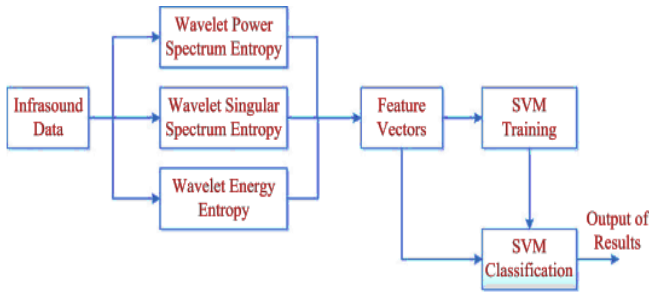 Wavelet Power
Spectrum Entropy
Infrasound
Data
Wavelet Singular
Spectrum Entropy
Feature
Vectors
SVM
Training
Wavelet Energy
Entropy
SVM
Classification
Output of
Results